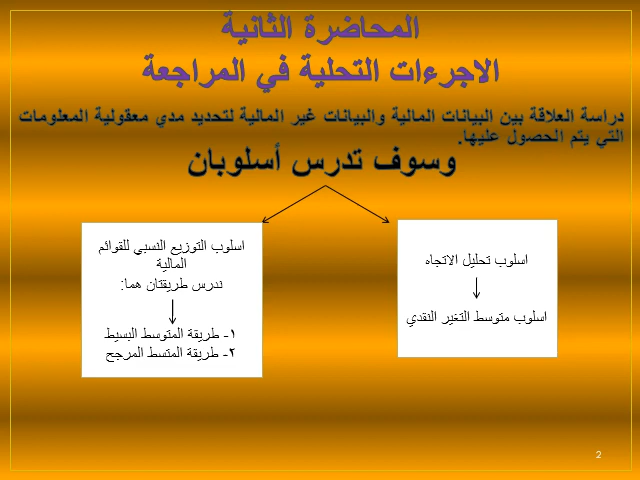 المحاضرة الثانية
الاجرءات التحلية في المراجعة
دراسة العلاقة بين البيانات المالية والبيانات غير المالية لتحديد مدي معقولية المعلومات
التي يتم الحصول عليها.
وسوف تدرس أسلوبان
اسلوب تحليل الاتجاه
اسلوب متوسط التغير النقدي
اسلوب التوزيع النسبي للقوائم
المالية
ندرس طريقتان هما:
١- طريقة المتوسط البسيط
٢- طريقة المتسط المرجح
2